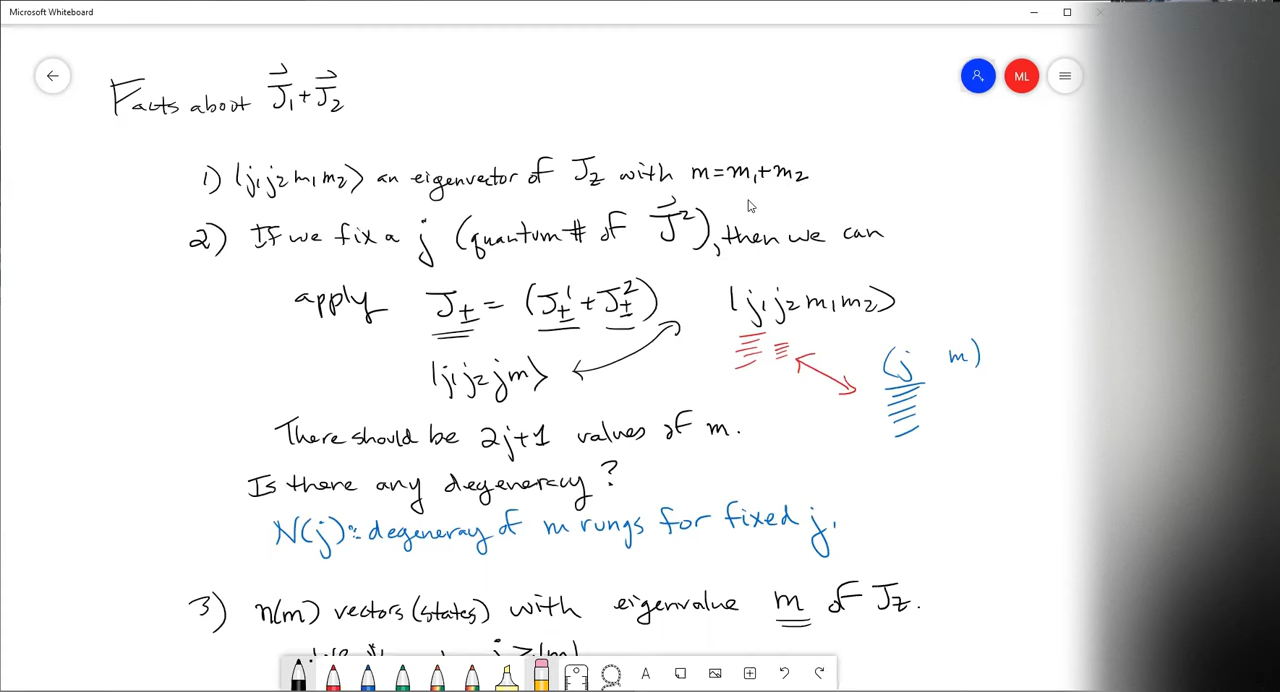 Microsoft Whiteboard
ML
Facts about J⃗₁+J⃗₂
1) |j₁j₂m₁m₂⟩ an eigenvector of J_z with m=m₁+m₂
2) If we fix a j (quantum # of J⃗²), then we can
apply J± = (J±¹ + J±²) |j₁j₂m₁m₂⟩
|j₁j₂jm⟩ (j m)
There should be 2j+1 values of m.
Is there any degeneracy?
N(j): degeneray of m rungs for fixed j.
3) n(m) vectors (states) with eigenvalue m of J_z.
j ≥ |m|
A